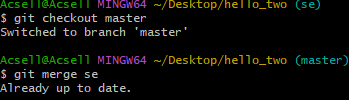 Acsell@Acsell MINGW64 ~/Desktop/hello_two (se)
$ git checkout master
Switched to branch 'master'
Acsell@Acsell MINGW64 ~/Desktop/hello_two (master)
$ git merge se
Already up to date.